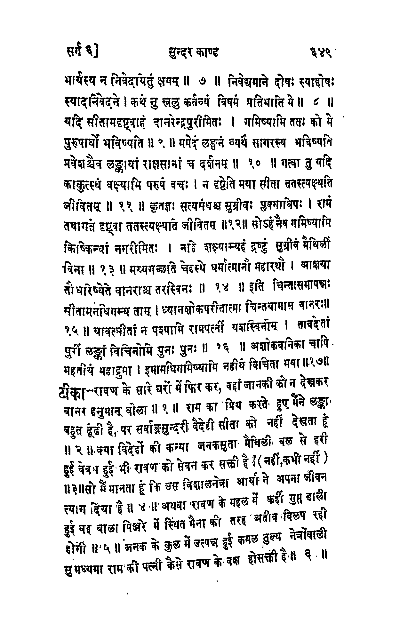 सर्ग ६] सुन्दर काण्ड ३४९
भार्यस्य न निवेदयितुं क्षमम् ॥ ७ ॥ निवेद्यमाने दोषः स्याद्दोषः
स्यादनिवेदने । कथं नु खलु कर्तव्यं विषमं प्रतिभाति मे ॥ ८ ॥
यदि सीतामदृष्ट्वाहं वानरेन्द्रपुरीमितः । गमिष्यामि ततः को मे
पुरुषार्थो भविष्यति ॥ ९ ॥ ममेदं लङ्घनं व्यर्थं सागरस्य भविष्यति
प्रवेशश्चैव लङ्कायां राक्षसानां च दर्शनम् ॥ १० ॥ गत्वा तु यदि
काकुत्स्थं वक्ष्यामि परुषं वचः । न दृष्टेति मया सीता ततस्त्यक्ष्यति
जीवितम् ॥ ११ ॥ कृतज्ञः सत्यसंधश्च सुग्रीवः प्लवगाधिपः । रामं
तथागतं दृष्ट्वा ततस्त्यक्ष्याति जीवितम ॥१२॥ सोऽहंनैव गमिष्यामि
किष्किन्धां नगरीमितः । नहि शक्ष्याम्यहं द्रष्टुं सुग्रीवं मैथिलीं
विना ॥ १३ ॥ मय्यगच्छति चेहस्थे धर्मात्मानौ महारथौ । आशया
तौ धरिष्येते वानराश्च तरस्विनः ॥ १४ ॥ इति चिन्तासमापन्नः
सीतामनधिगम्य ताम् । ध्यानशोकपरीतात्मा चिन्तयामास वानरः॥
१५ ॥ यावत्सीतां न पश्यामि रामपत्नीं यशस्विनीम् । तावदेतां
पुरीं लङ्कां विचिनोमि पुनः पुनः ॥ १६ ॥ अशोकवनिका चापि
महतीयं महाद्रुमा । इमामधिगमिष्यामि नहीयं विचिता मया॥१७॥
टीका-रावण के सारे घरों में फिर कर, वहां जानकी को न देखकर
वानर हनुमान् बोला ॥ १ ॥ राम का प्रिय करते हुए मैंने लङ्का
बहुत ढूंढी है, पर सर्वाङ्गसुन्दरी वैदेही सीता को नहीं देखता हूं
॥ २ ॥ क्या विदेहों की कन्या जनकसुता मैथिली बल से हरी
हुई बेबश हुई भी रावण को सेवन कर सक्ती है ? (नहीं, कभी नहीं)
॥३॥सो मैं मानता हूं कि उस विशालनेत्रा आर्या ने अपना जीवन
त्याग दिया है ॥ ४ ॥ अथवा रावण के महल में कहीं गुप्त डाली
हुई वह बाला पिञ्जरे में स्थित मैना की तरह अतीव विलप रही
होगी ॥ ५ ॥ जनक के कुल में उत्पन्न हुई कमल तुल्य नेत्रोंवाली
सुमध्यमा राम की पत्नी कैसे रावण के वश होसक्ती है ॥ ६ ॥